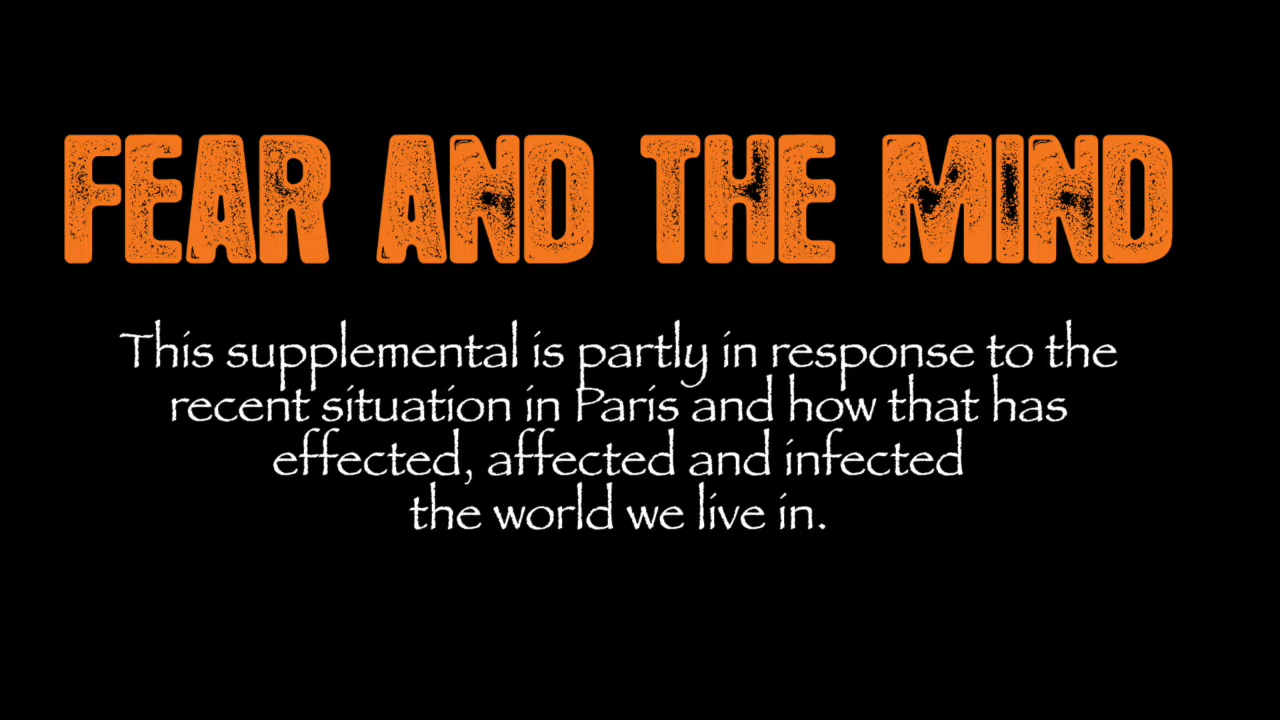 FEAR AND THE MIND
This supplemental is partly in response to the
recent situation in Paris and how that has
effected, affected and infected
the world we live in.